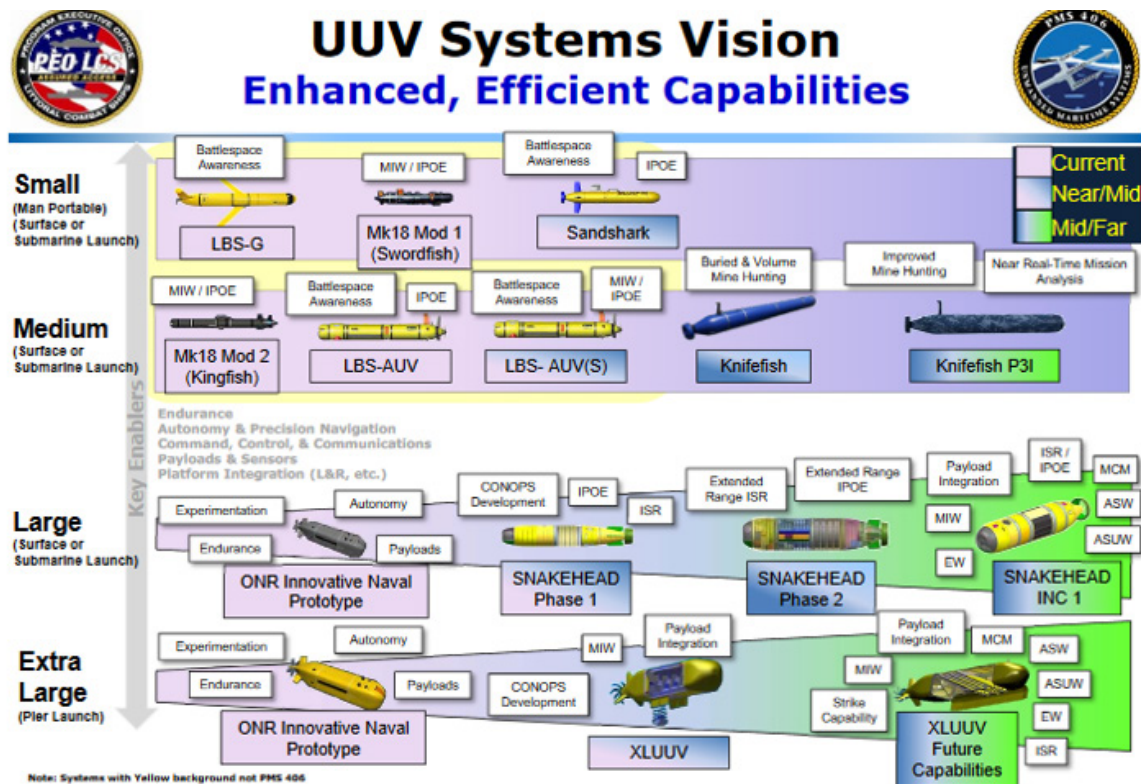 PROGRAM EXECUTIVE OFFICE
PEO LCS
ASSURED ACCESS
LITTORAL COMBAT SHIPS
UUV Systems Vision
Enhanced, Efficient Capabilities
PMS 406
UNMANNED MARITIME SYSTEMS
Current
Near/Mid
Mid/Far
Key Enablers
Small
(Man Portable)
(Surface or
Submarine Launch)
Battlespace
Awareness
LBS-G
MIW / IPOE
Mk18 Mod 1
(Swordfish)
Battlespace
Awareness
IPOE
Sandshark
Medium
(Surface or
Submarine Launch)
MIW / IPOE
Mk18 Mod 2
(Kingfish)
Battlespace
Awareness
IPOE
LBS-AUV
Battlespace
Awareness
MIW /
IPOE
LBS- AUV(S)
Buried & Volume
Mine Hunting
Knifefish
Improved
Mine Hunting
Near Real-Time Mission
Analysis
Knifefish P3I
Endurance
Autonomy & Precision Navigation
Command, Control, & Communications
Payloads & Sensors
Platform Integration (L&R, etc.)
Large
(Surface or
Submarine Launch)
Experimentation
Autonomy
Endurance
Payloads
ONR Innovative Naval
Prototype
CONOPS
Development
IPOE
ISR
SNAKEHEAD
Phase 1
Extended
Range ISR
Extended Range
IPOE
SNAKEHEAD
Phase 2
Payload
Integration
ISR /
IPOE
MCM
MIW
ASW
ASUW
EW
SNAKEHEAD
INC 1
Extra
Large
(Pier Launch)
Experimentation
Autonomy
Endurance
Payloads
ONR Innovative Naval
Prototype
CONOPS
Development
MIW
Payload
Integration
XLUUV
Payload
Integration
MCM
ASW
MIW
ASUW
Strike
Capability
EW
ISR
XLUUV
Future
Capabilities
Note: Systems with Yellow background not PMS 406